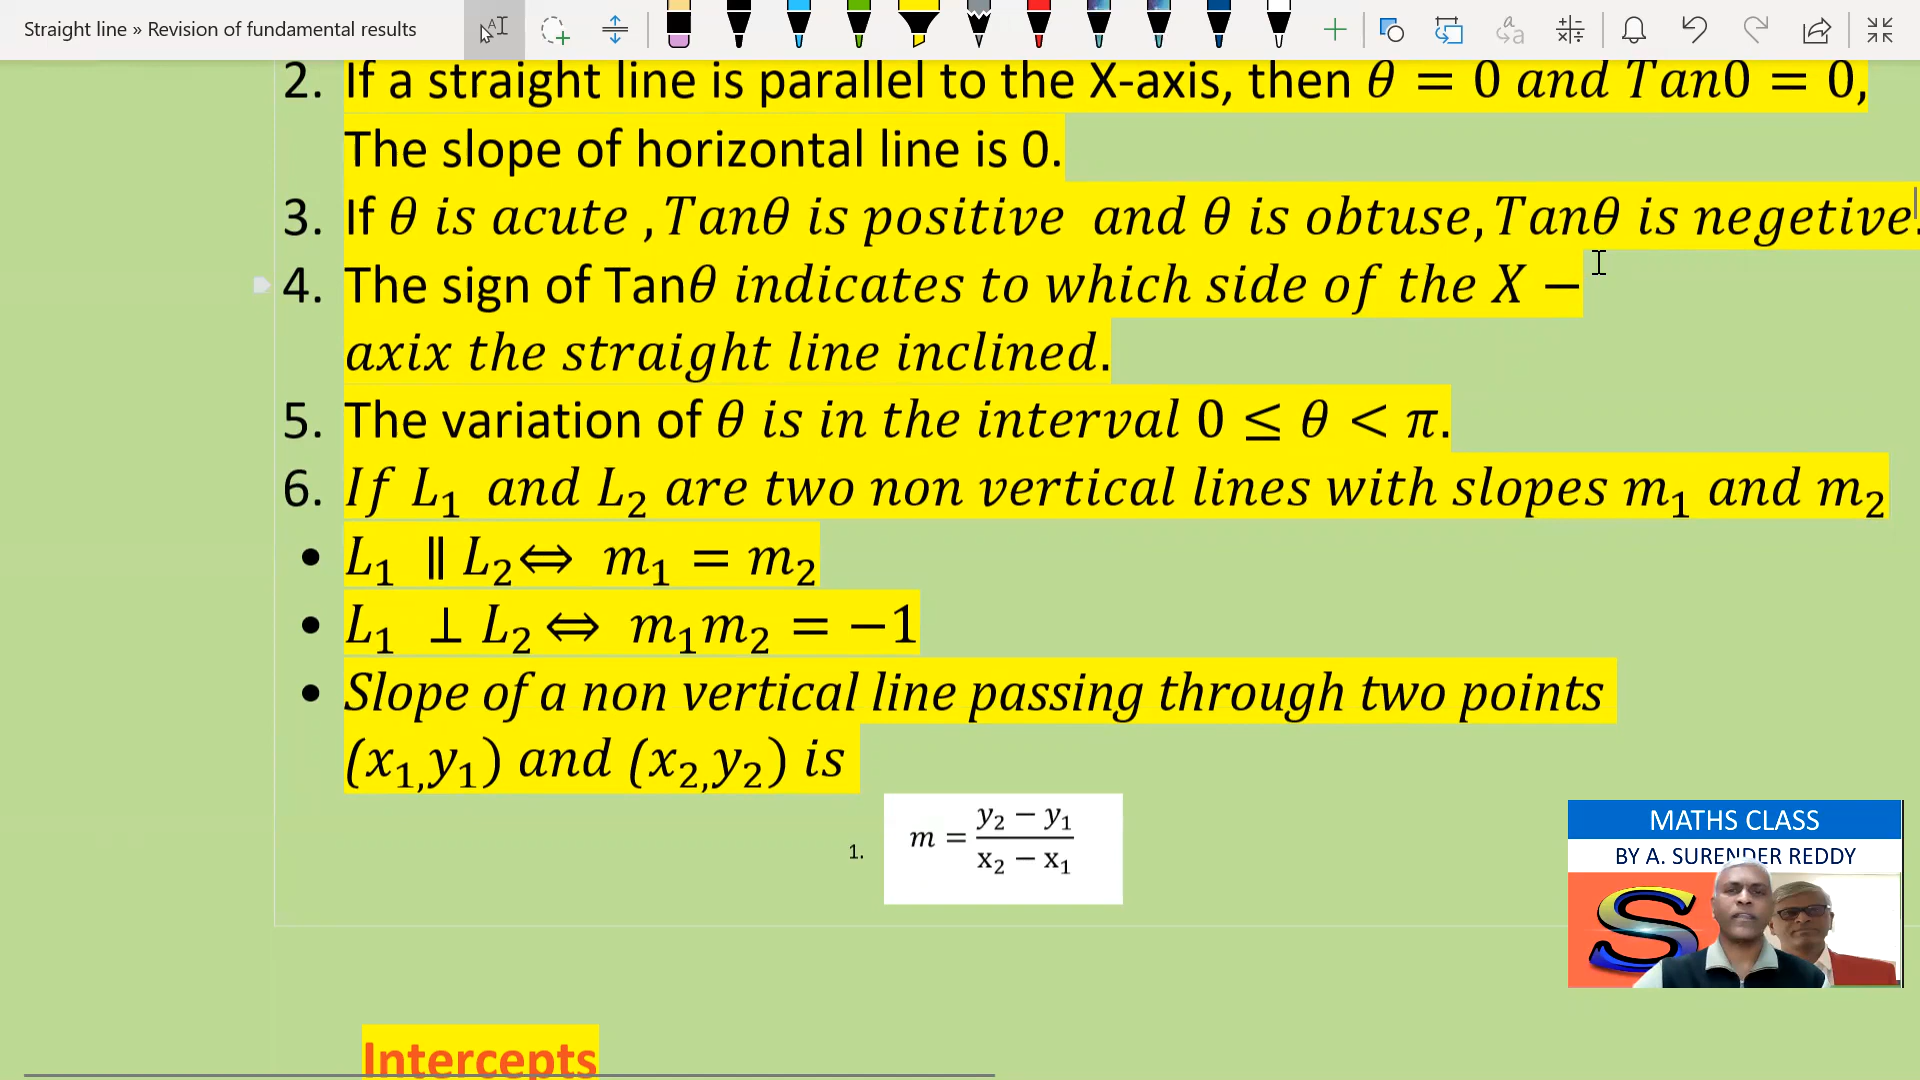 Straight line » Revision of fundamental results
2. If a straight line is parallel to the X-axis, then θ = 0 and Tan0 = 0,
The slope of horizontal line is 0.
3. If θ is acute ,Tanθ is positive and θ is obtuse,Tanθ is negetive.
4. The sign of Tanθ indicates to which side of the X −
axix the straight line inclined.
5. The variation of θ is in the interval 0 ≤ θ < π.
6. If L₁ and L₂ are two non vertical lines with slopes m₁ and m₂
• L₁ ∥ L₂⇔ m₁ = m₂
• L₁ ⊥ L₂⇔ m₁m₂ = −1
• Slope of a non vertical line passing through two points
(x₁,y₁) and (x₂,y₂) is
1. m = (y₂ − y₁)/(x₂ − x₁)
MATHS CLASS
BY A. SURENDER REDDY
S
Intercepts